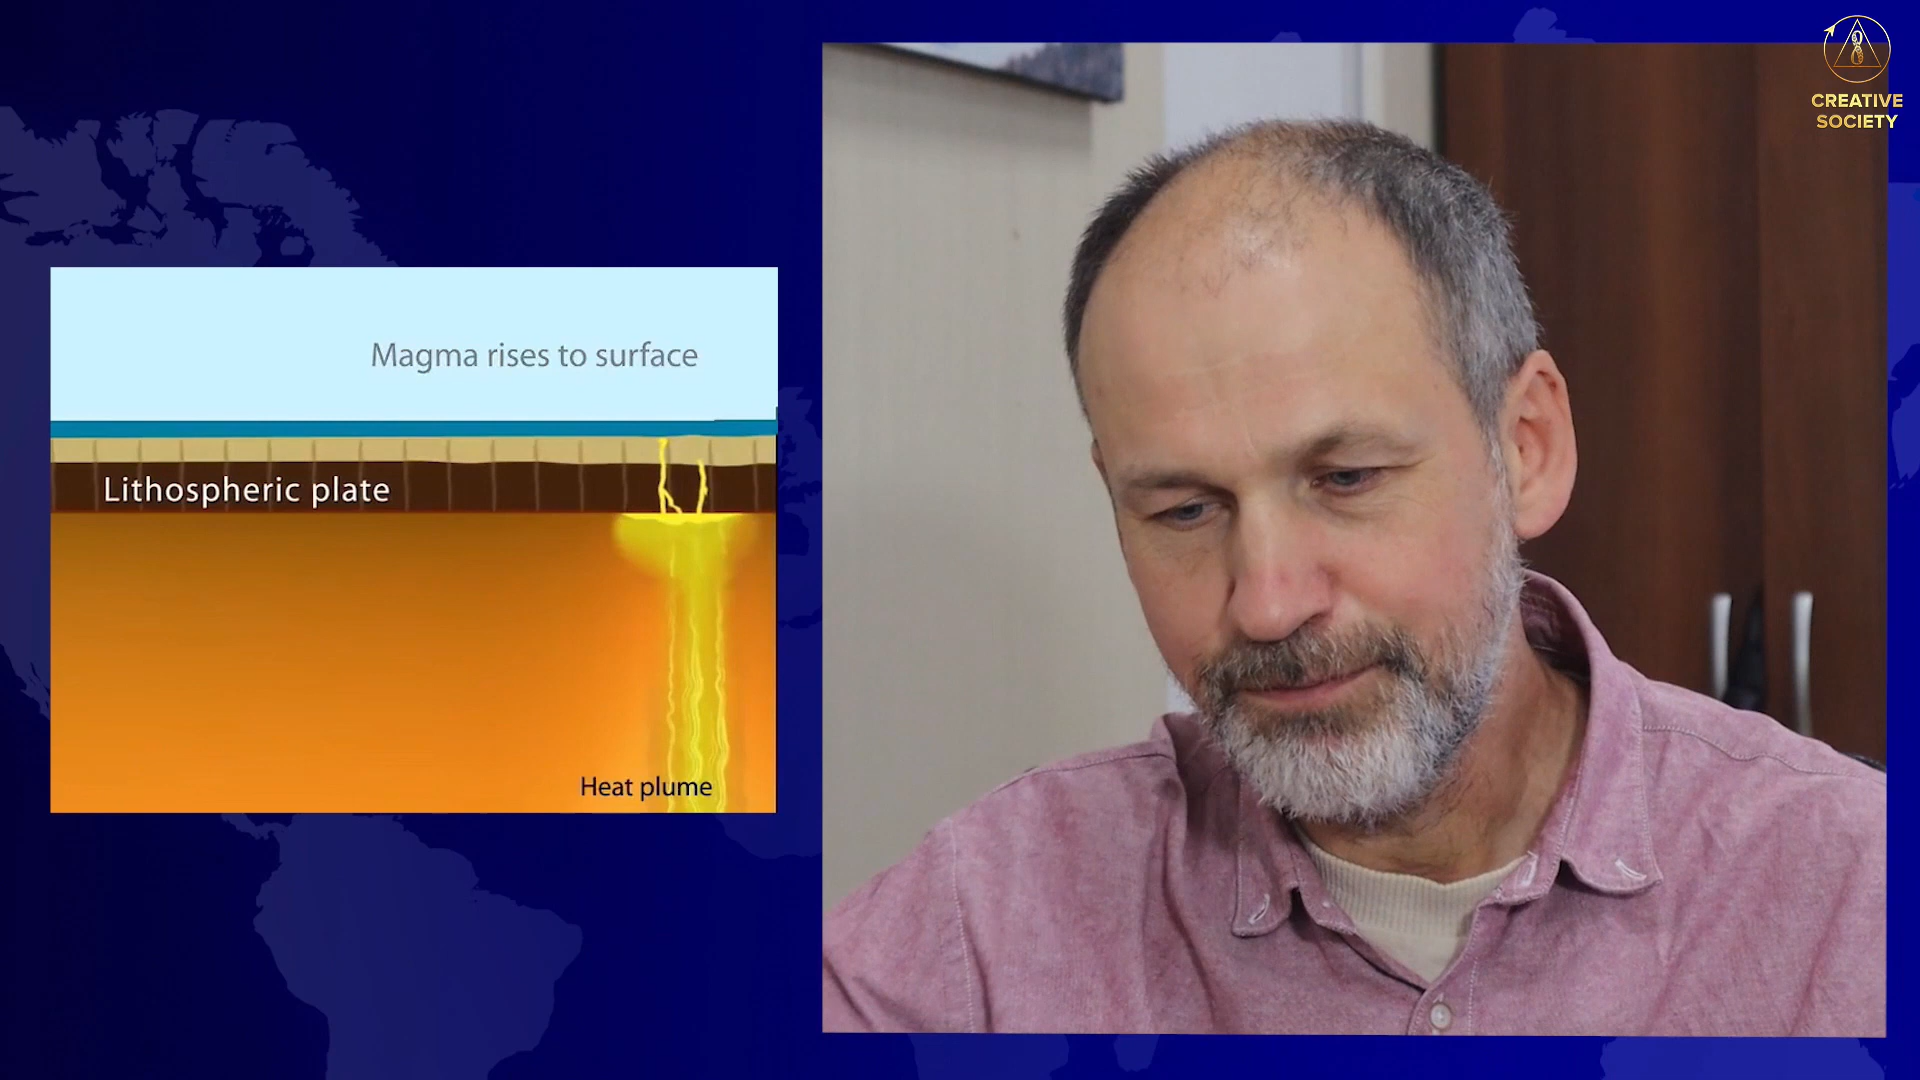 CREATIVE
SOCIETY
Magma rises to surface
Lithospheric plate
Heat plume